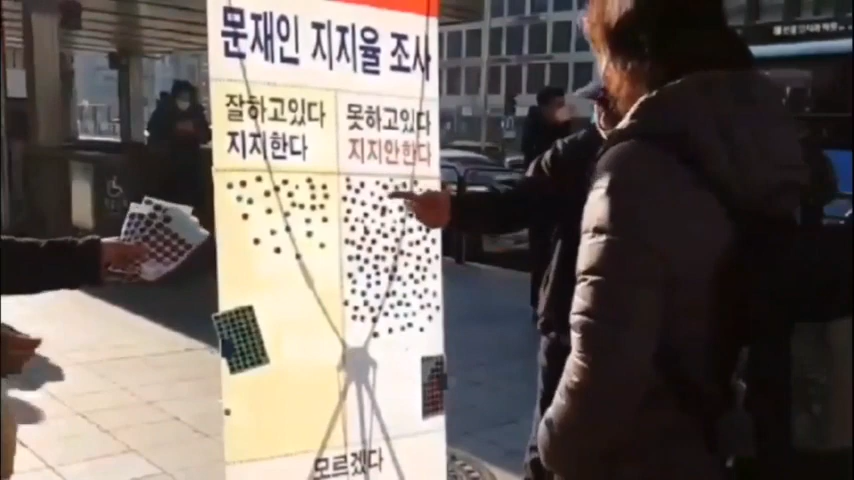 문재인 지지율 조사
잘하고있다
지지한다
못하고있다
지지안한다
모르겠다